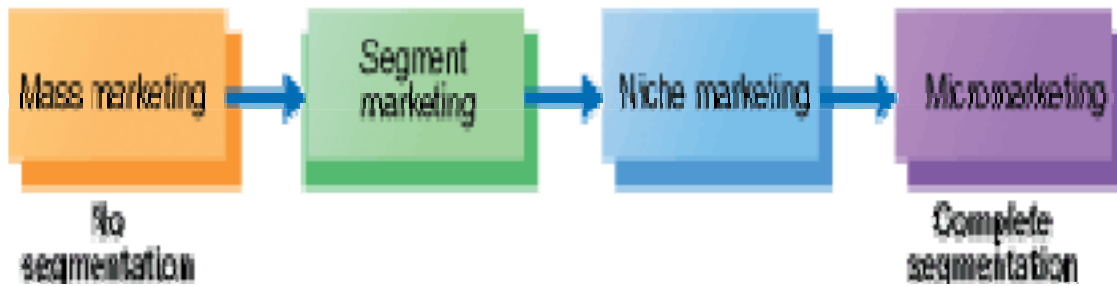 Mass marketing
Segment
marketing
Niche marketing
Micromarketing
No
segmentation
Complete
segmentation